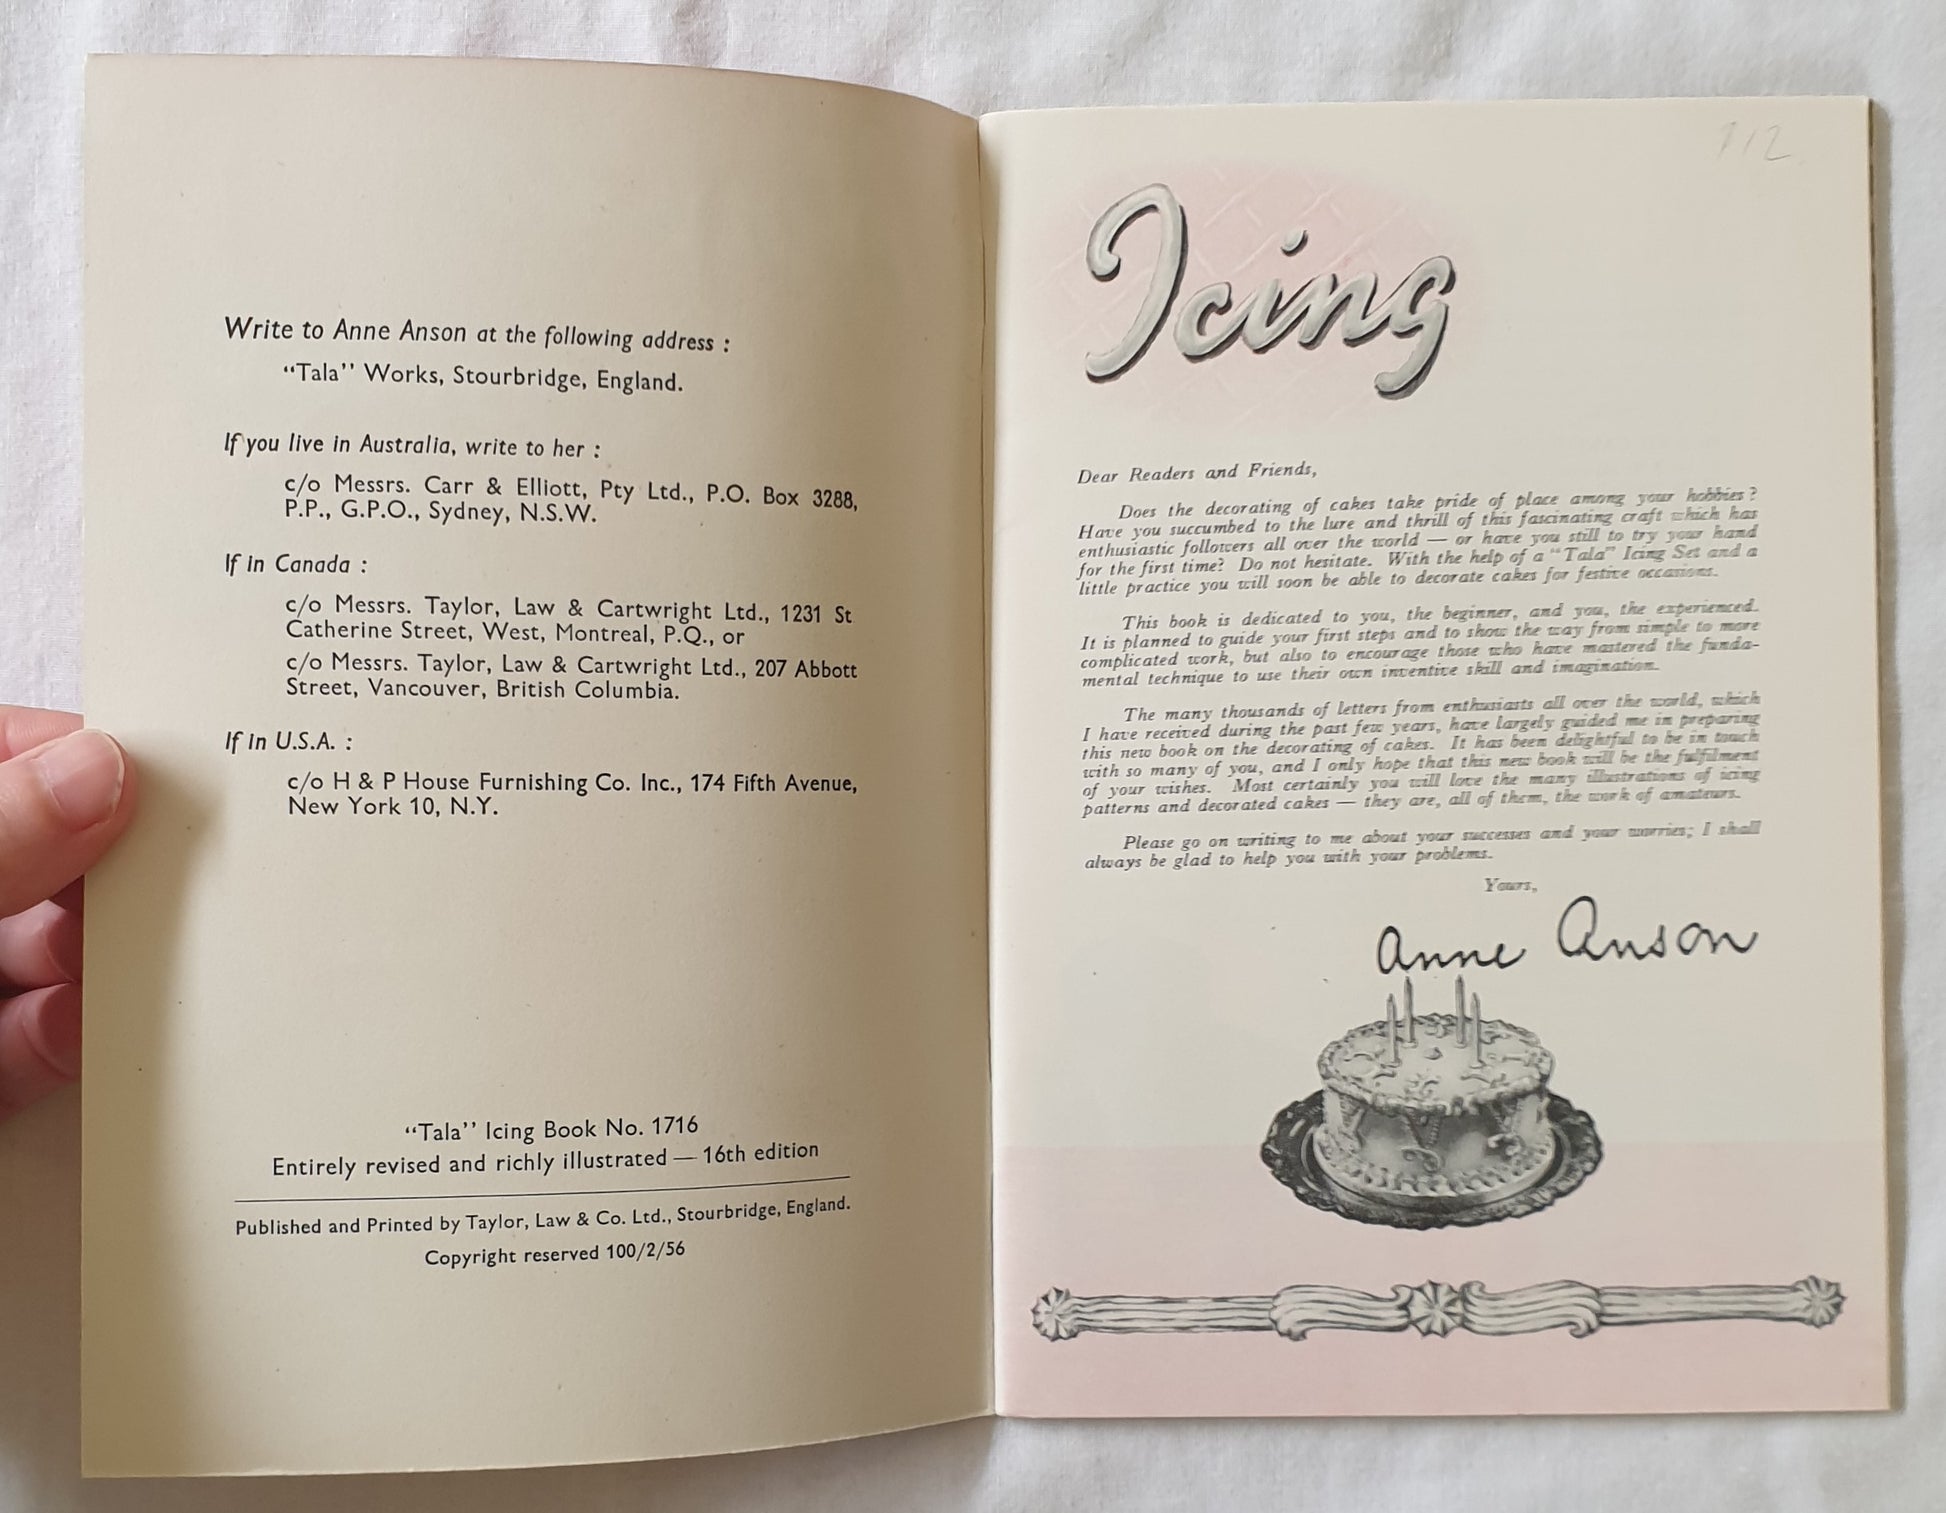 Write to Anne Anson at the following address :
“Tala” Works, Stourbridge, England.
If you live in Australia, write to her :
c/o Messrs. Carr & Elliott, Pty Ltd., P.O. Box 3288,
P.P., G.P.O., Sydney, N.S.W.
If in Canada :
c/o Messrs. Taylor, Law & Cartwright Ltd., 1231 St
Catherine Street, West, Montreal, P.Q., or
c/o Messrs. Taylor, Law & Cartwright Ltd., 207 Abbott
Street, Vancouver, British Columbia.
If in U.S.A. :
c/o H & P House Furnishing Co. Inc., 174 Fifth Avenue,
New York 10, N.Y.
“Tala” Icing Book No. 1716
Entirely revised and richly illustrated — 16th edition
Published and Printed by Taylor, Law & Co. Ltd., Stourbridge, England.
Copyright reserved 100/2/56
Icing
Dear Readers and Friends,
Does the decorating of cakes take pride of place among your hobbies?
Have you succumbed to the lure and thrill of this fascinating craft which has
enthusiastic followers all over the world — or have you still to try your hand
for the first time? Do not hesitate. With the help of a “Tala” Icing Set and a
little practice you will soon be able to decorate cakes for festive occasions.
This book is dedicated to you, the beginner, and you, the experienced.
It is planned to guide your first steps and to show the way from simple to more
complicated work, but also to encourage those who have mastered the funda-
mental technique to use their own inventive skill and imagination.
The many thousands of letters from enthusiasts all over the world, which
I have received during the past few years, have largely guided me in preparing
this new book on the decorating of cakes. It has been delightful to be in touch
with so many of you, and I only hope that this new book will be the fulfilment
of your wishes. Most certainly you will love the many illustrations of icing
patterns and decorated cakes — they are, all of them, the work of amateurs.
Please go on writing to me about your successes and your worries; I shall
always be glad to help you with your problems.
Yours,
Anne Anson